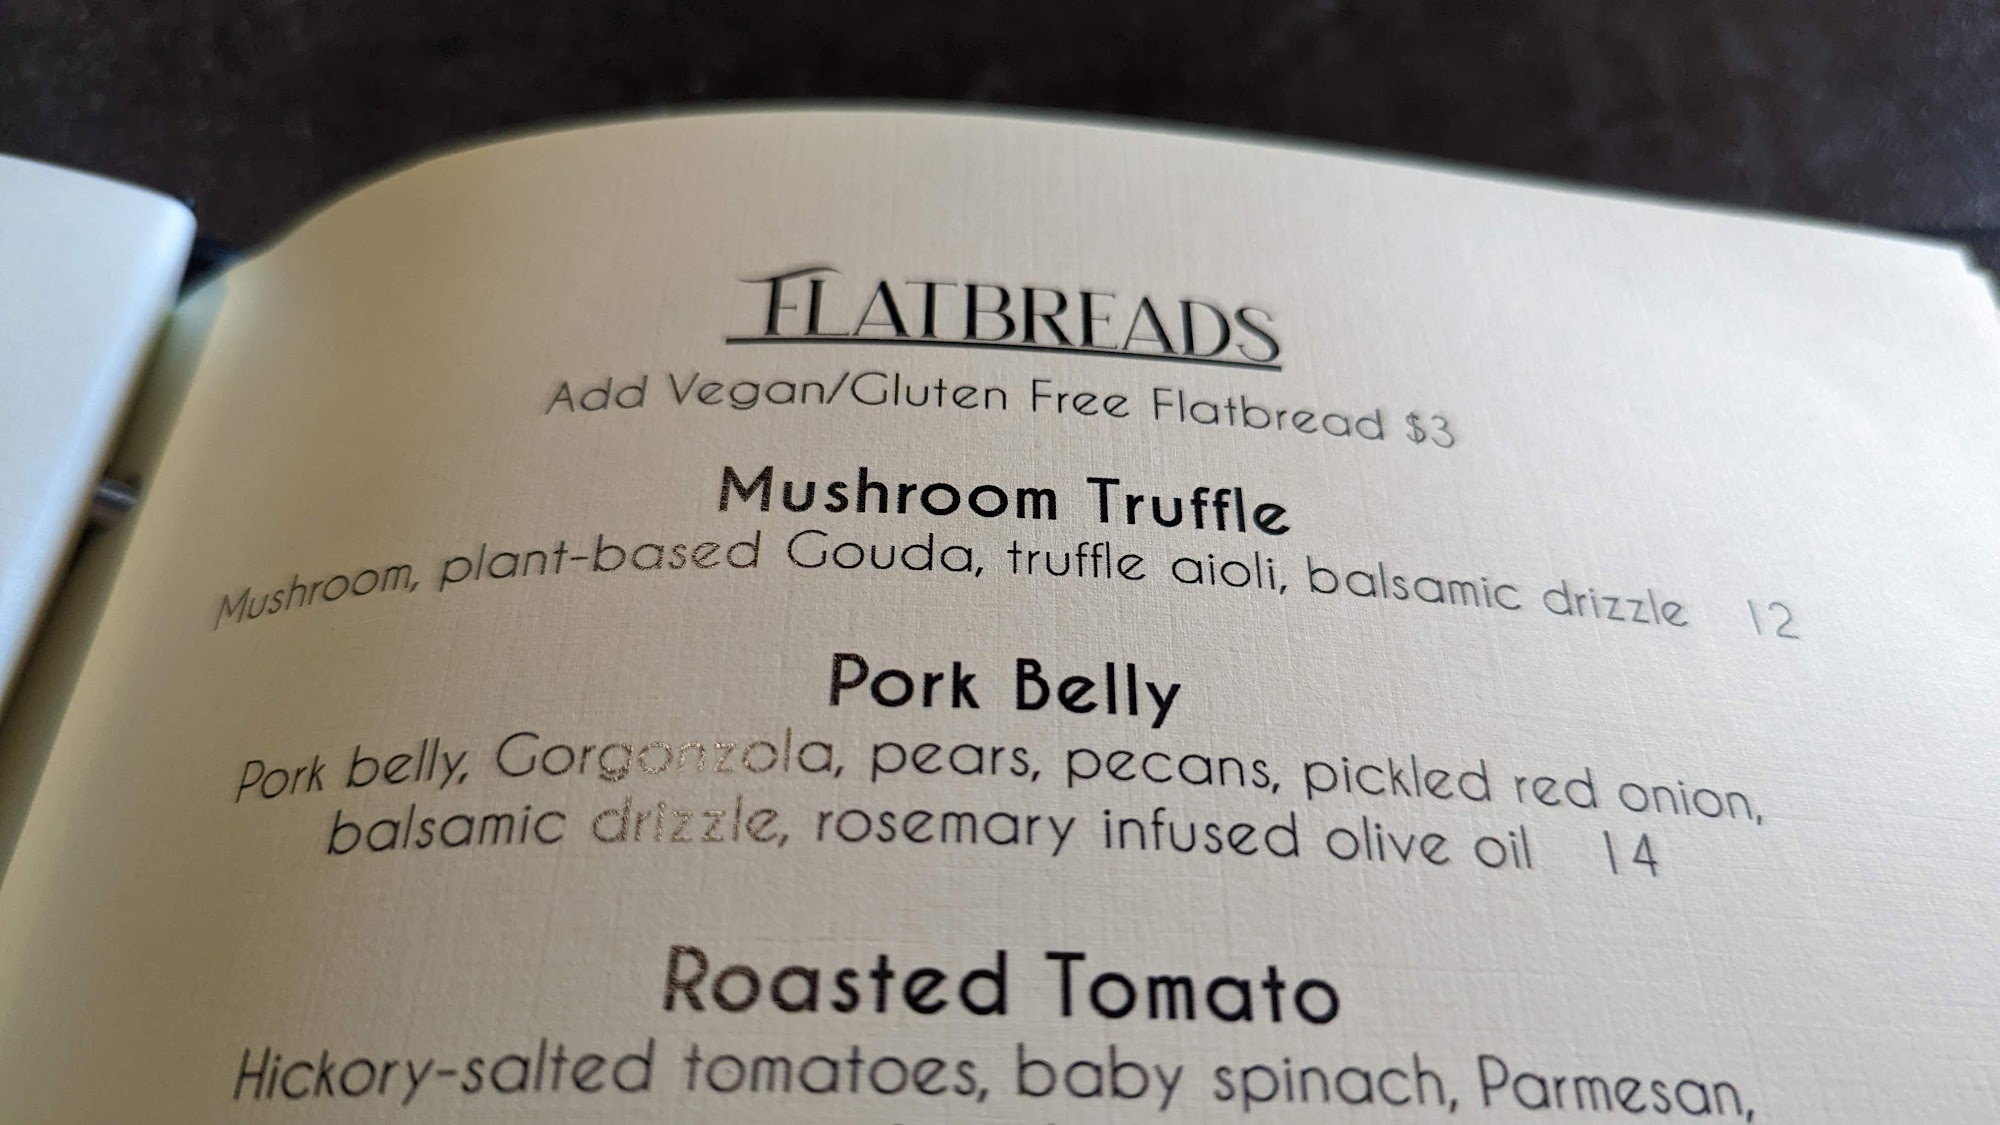 FLATBREADS
Add Vegan/Gluten Free Flatbread $3
Mushroom Truffle
Mushroom, plant-based Gouda, truffle aioli, balsamic drizzle 12
Pork Belly
Pork belly, Gorgonzola, pears, pecans, pickled red onion,
balsamic drizzle, rosemary infused olive oil 14
Roasted Tomato
Hickory-salted tomatoes, baby spinach, Parmesan,